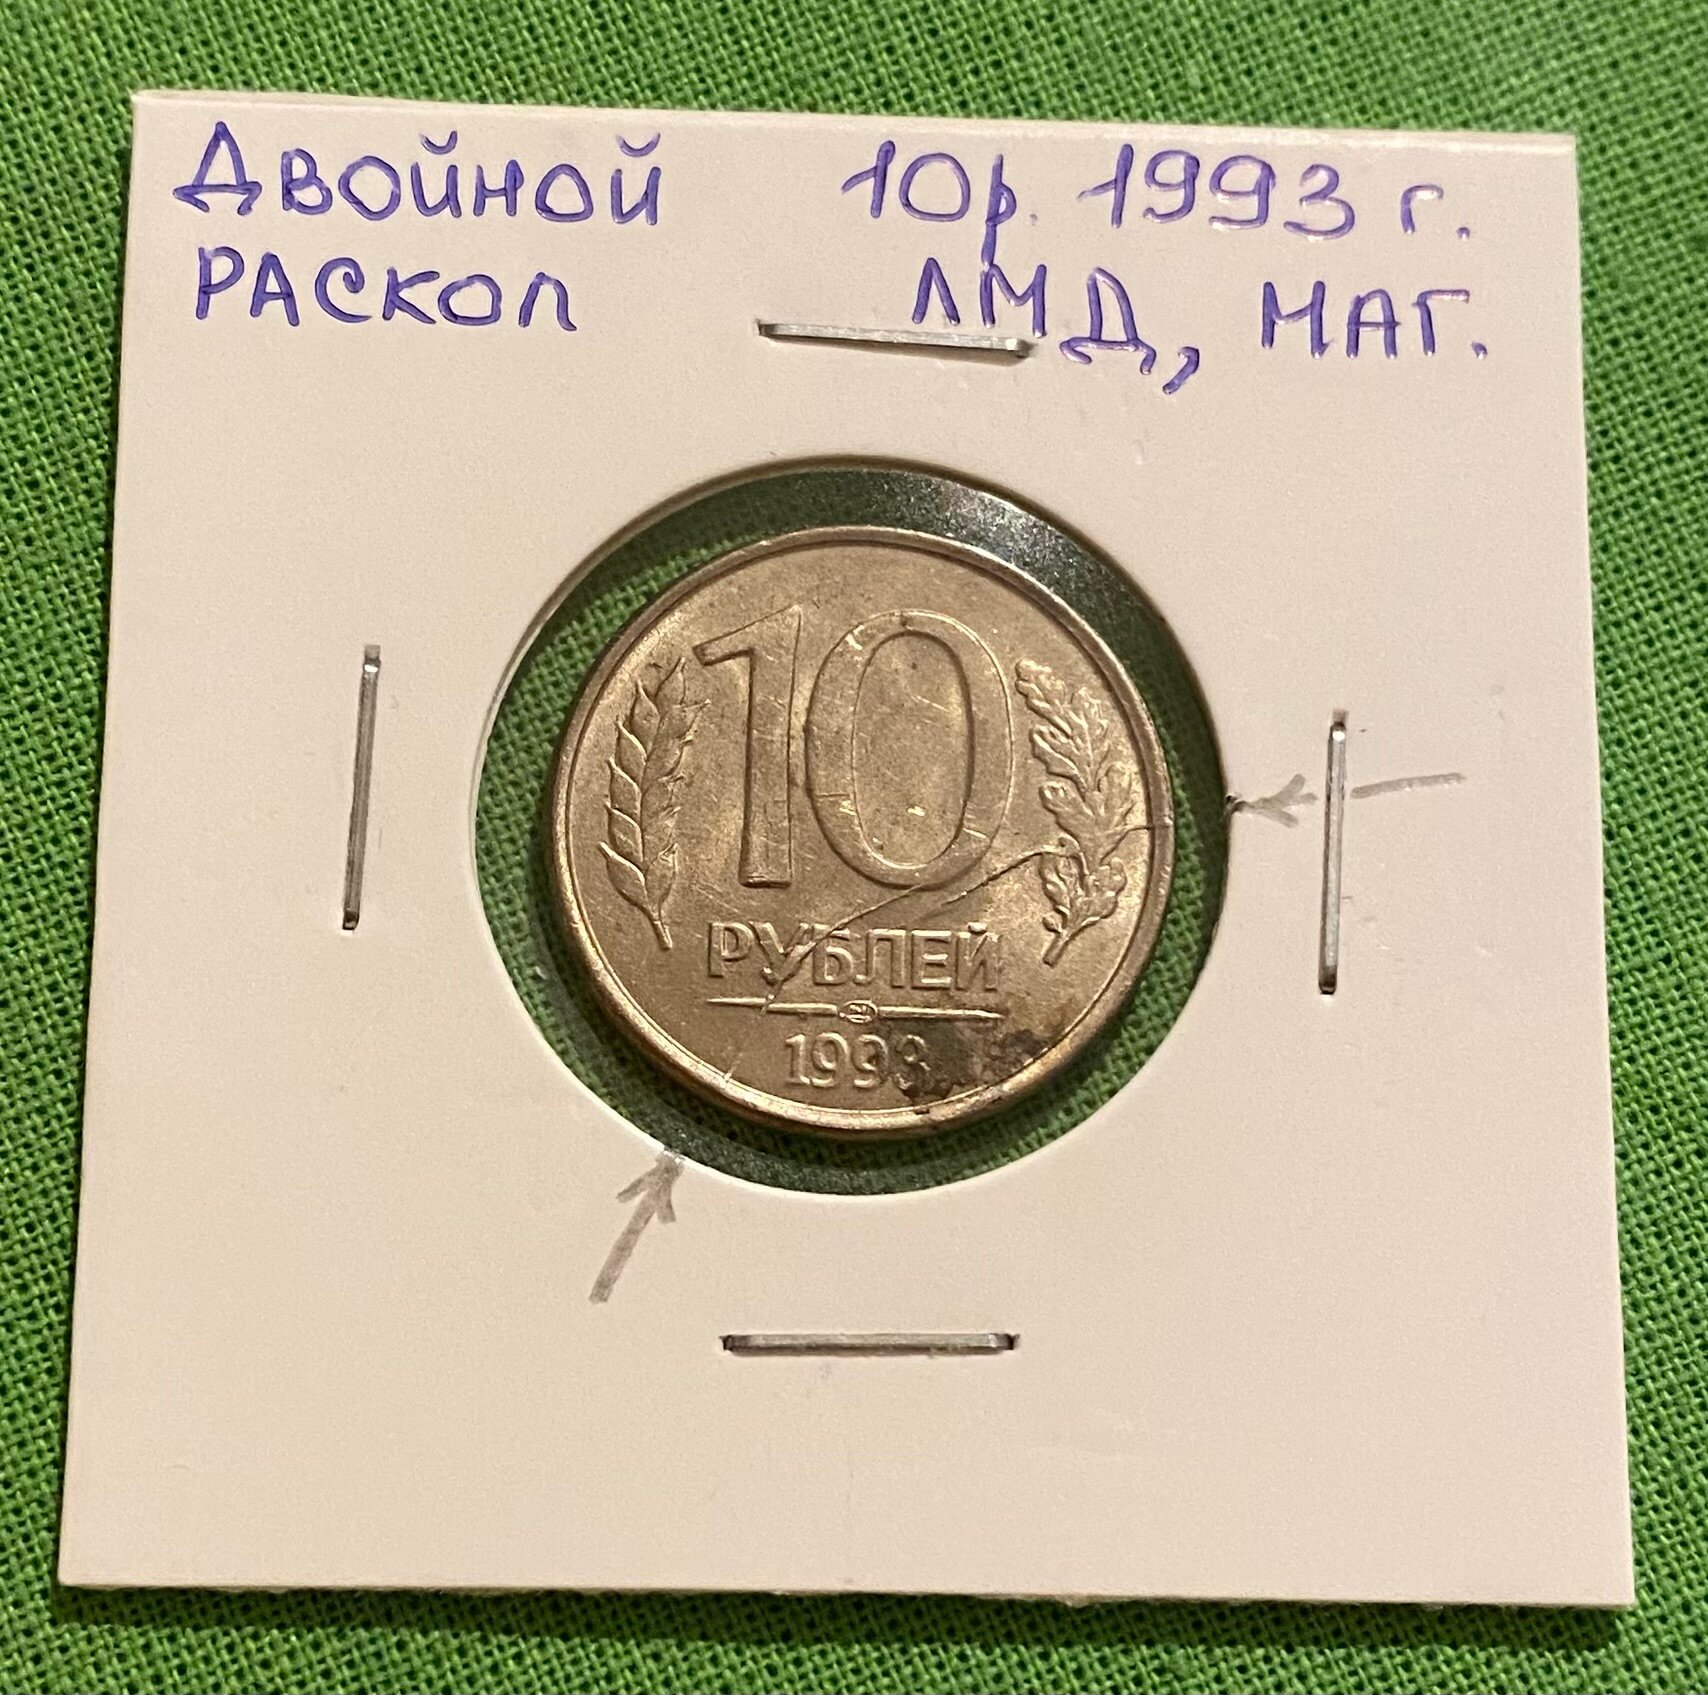 ДВОЙНОЙ 10р. 1993 г.
РАСКОЛ ЛМД, МАГ.
10
РУБЛЕЙ
1993